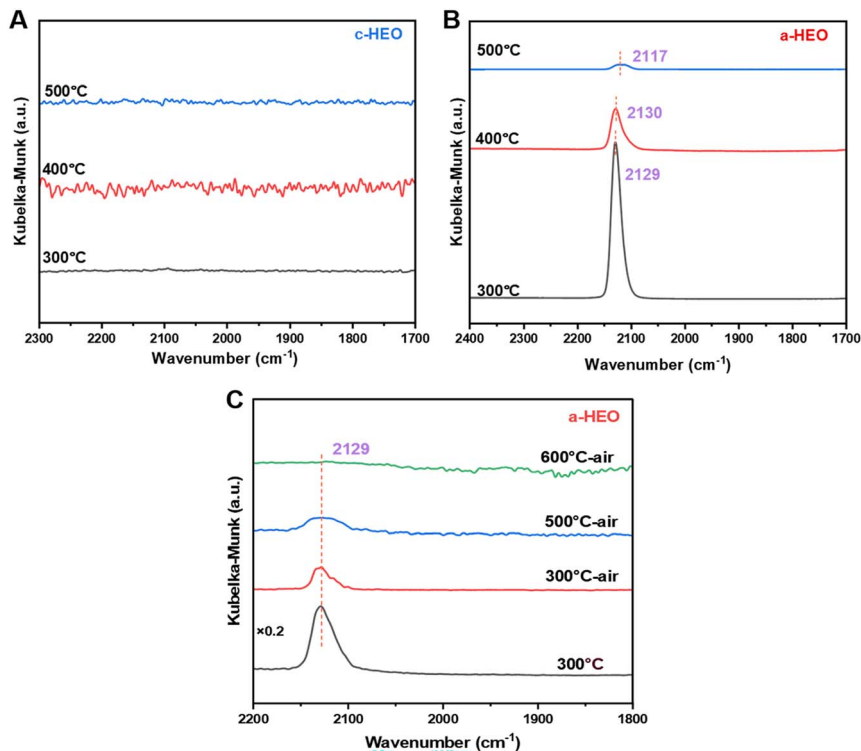 A
c-HEO
500°C
400°C
300°C
Kubelka-Munk (a.u.)
2300 2200 2100 2000 1900 1800 1700
Wavenumber (cm⁻¹)
B
a-HEO
500°C
2117
400°C
2130
2129
300°C
Kubelka-Munk (a.u.)
2400 2300 2200 2100 2000 1900 1800 1700
Wavenumber (cm⁻¹)
C
a-HEO
2129
600°C-air
500°C-air
300°C-air
×0.2
300°C
Kubelka-Munk (a.u.)
2200 2100 2000 1900 1800
Wavenumber (cm⁻¹)